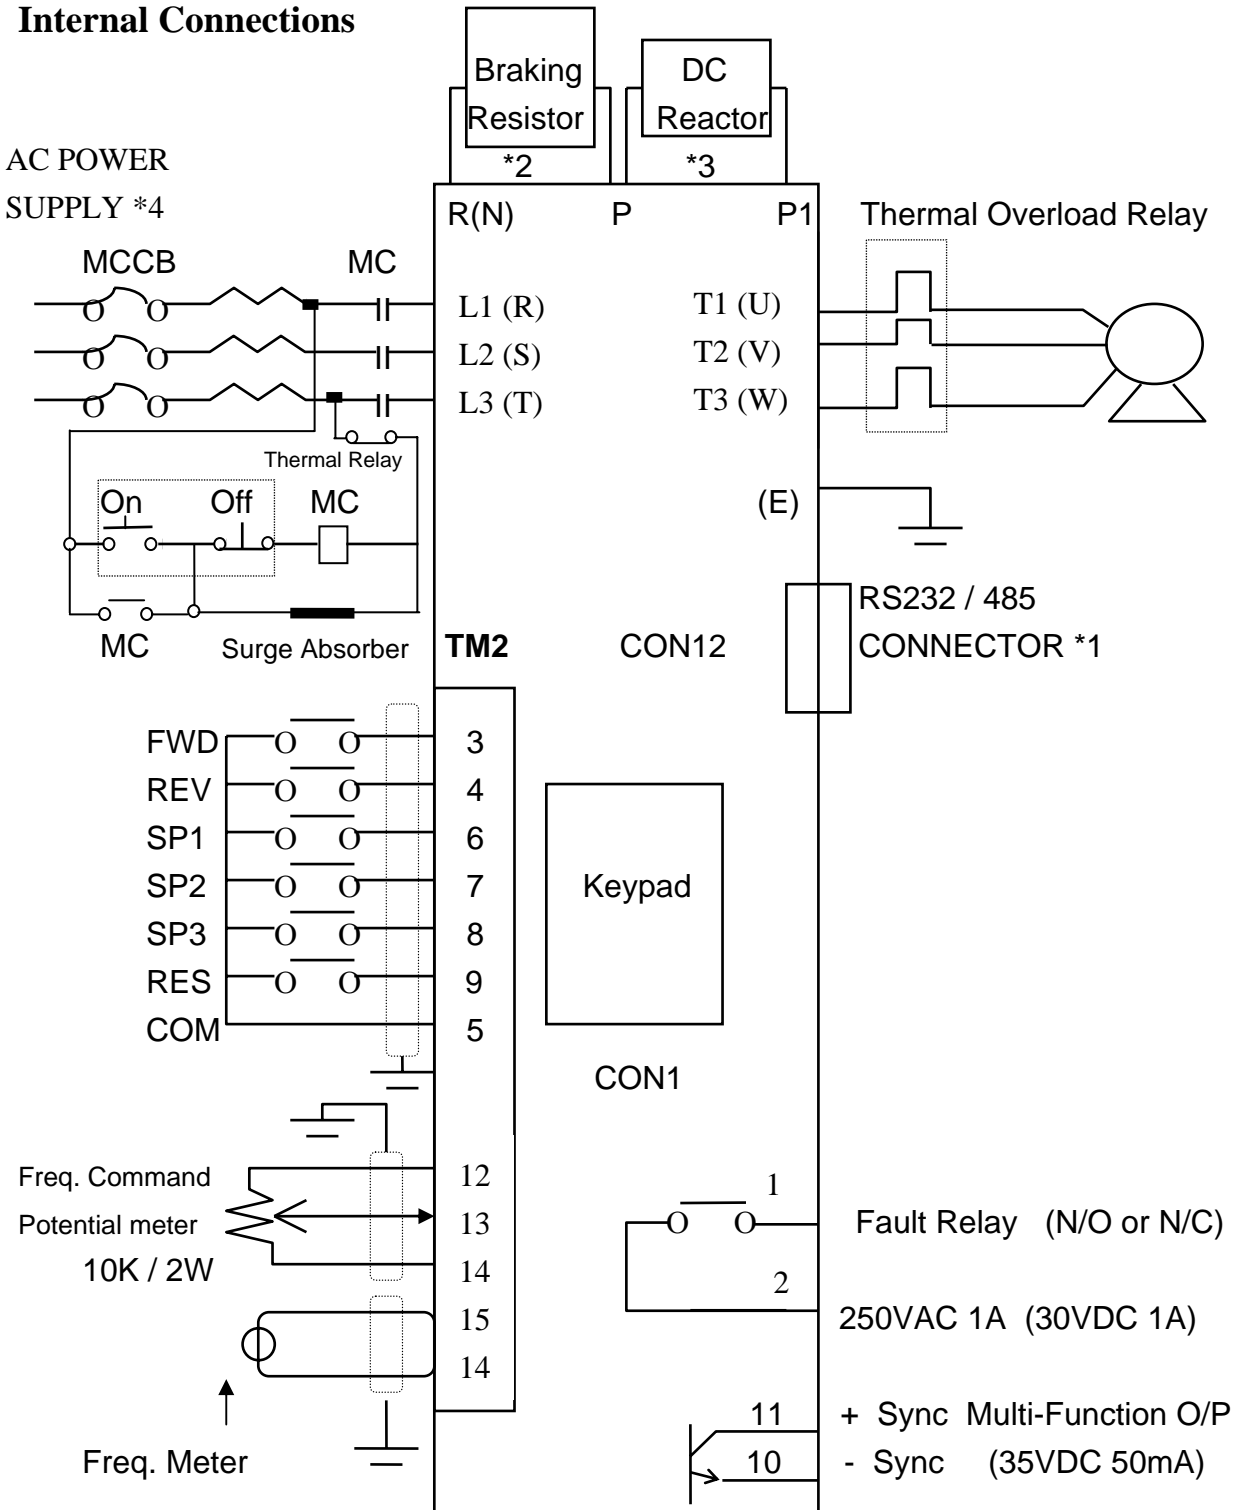 Internal Connections
Braking
Resistor
*2
DC
Reactor
*3
AC POWER
SUPPLY *4
R(N) P P1
Thermal Overload Relay
MCCB MC
L1 (R) T1 (U)
L2 (S) T2 (V)
L3 (T) T3 (W)
Thermal Relay
On Off MC
(E)
RS232 / 485
CONNECTOR *1
MC Surge Absorber
TM2 CON12
FWD 3
REV 4
SP1 6
SP2 7
SP3 8
RES 9
COM 5
Keypad
CON1
Freq. Command
Potential meter
10K / 2W
12
13
14
15
14
Freq. Meter
1
Fault Relay (N/O or N/C)
2
250VAC 1A (30VDC 1A)
11 + Sync Multi-Function O/P
10 - Sync (35VDC 50mA)